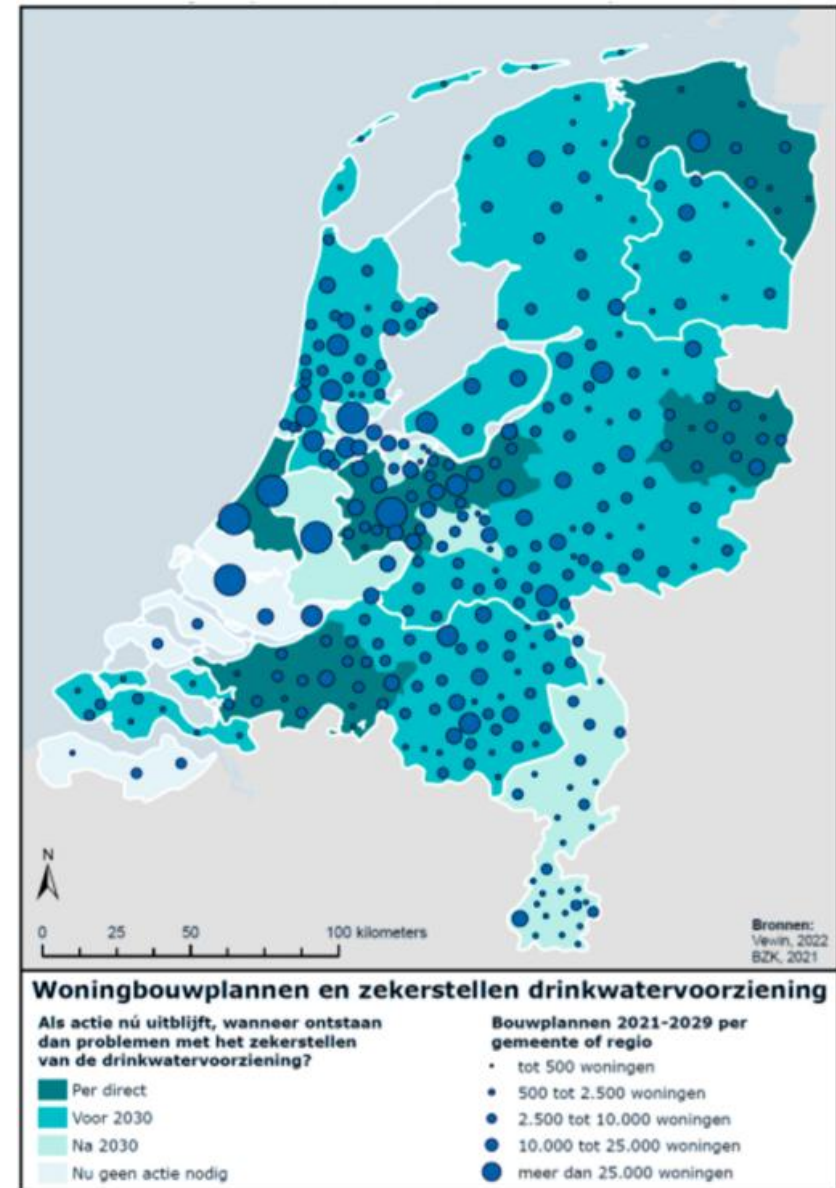 N
0 25 50 100 kilometers
Bronnen:
Vewin, 2022
BZK, 2021
Woningbouwplannen en zekerstellen drinkwatervoorziening
Als actie nú uitblijft, wanneer ontstaan
dan problemen met het zekerstellen
van de drinkwatervoorziening?
Per direct
Voor 2030
Na 2030
Nu geen actie nodig
Bouwplannen 2021-2029 per
gemeente of regio
tot 500 woningen
500 tot 2.500 woningen
2.500 tot 10.000 woningen
10.000 tot 25.000 woningen
meer dan 25.000 woningen